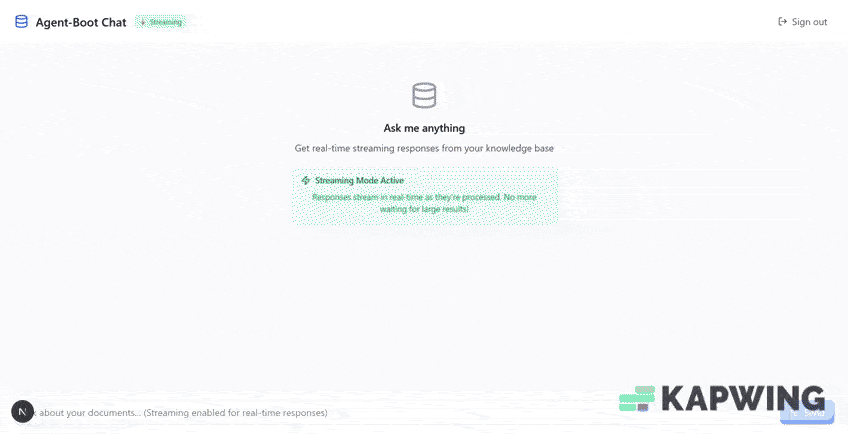 Agent-Boot Chat
Streaming
Sign out
Ask me anything
Get real-time streaming responses from your knowledge base
Streaming Mode Active
Responses stream in real-time as they're processed. No more
waiting for large results!
N
about your documents... (Streaming enabled for real-time responses)
KAPWING
Send